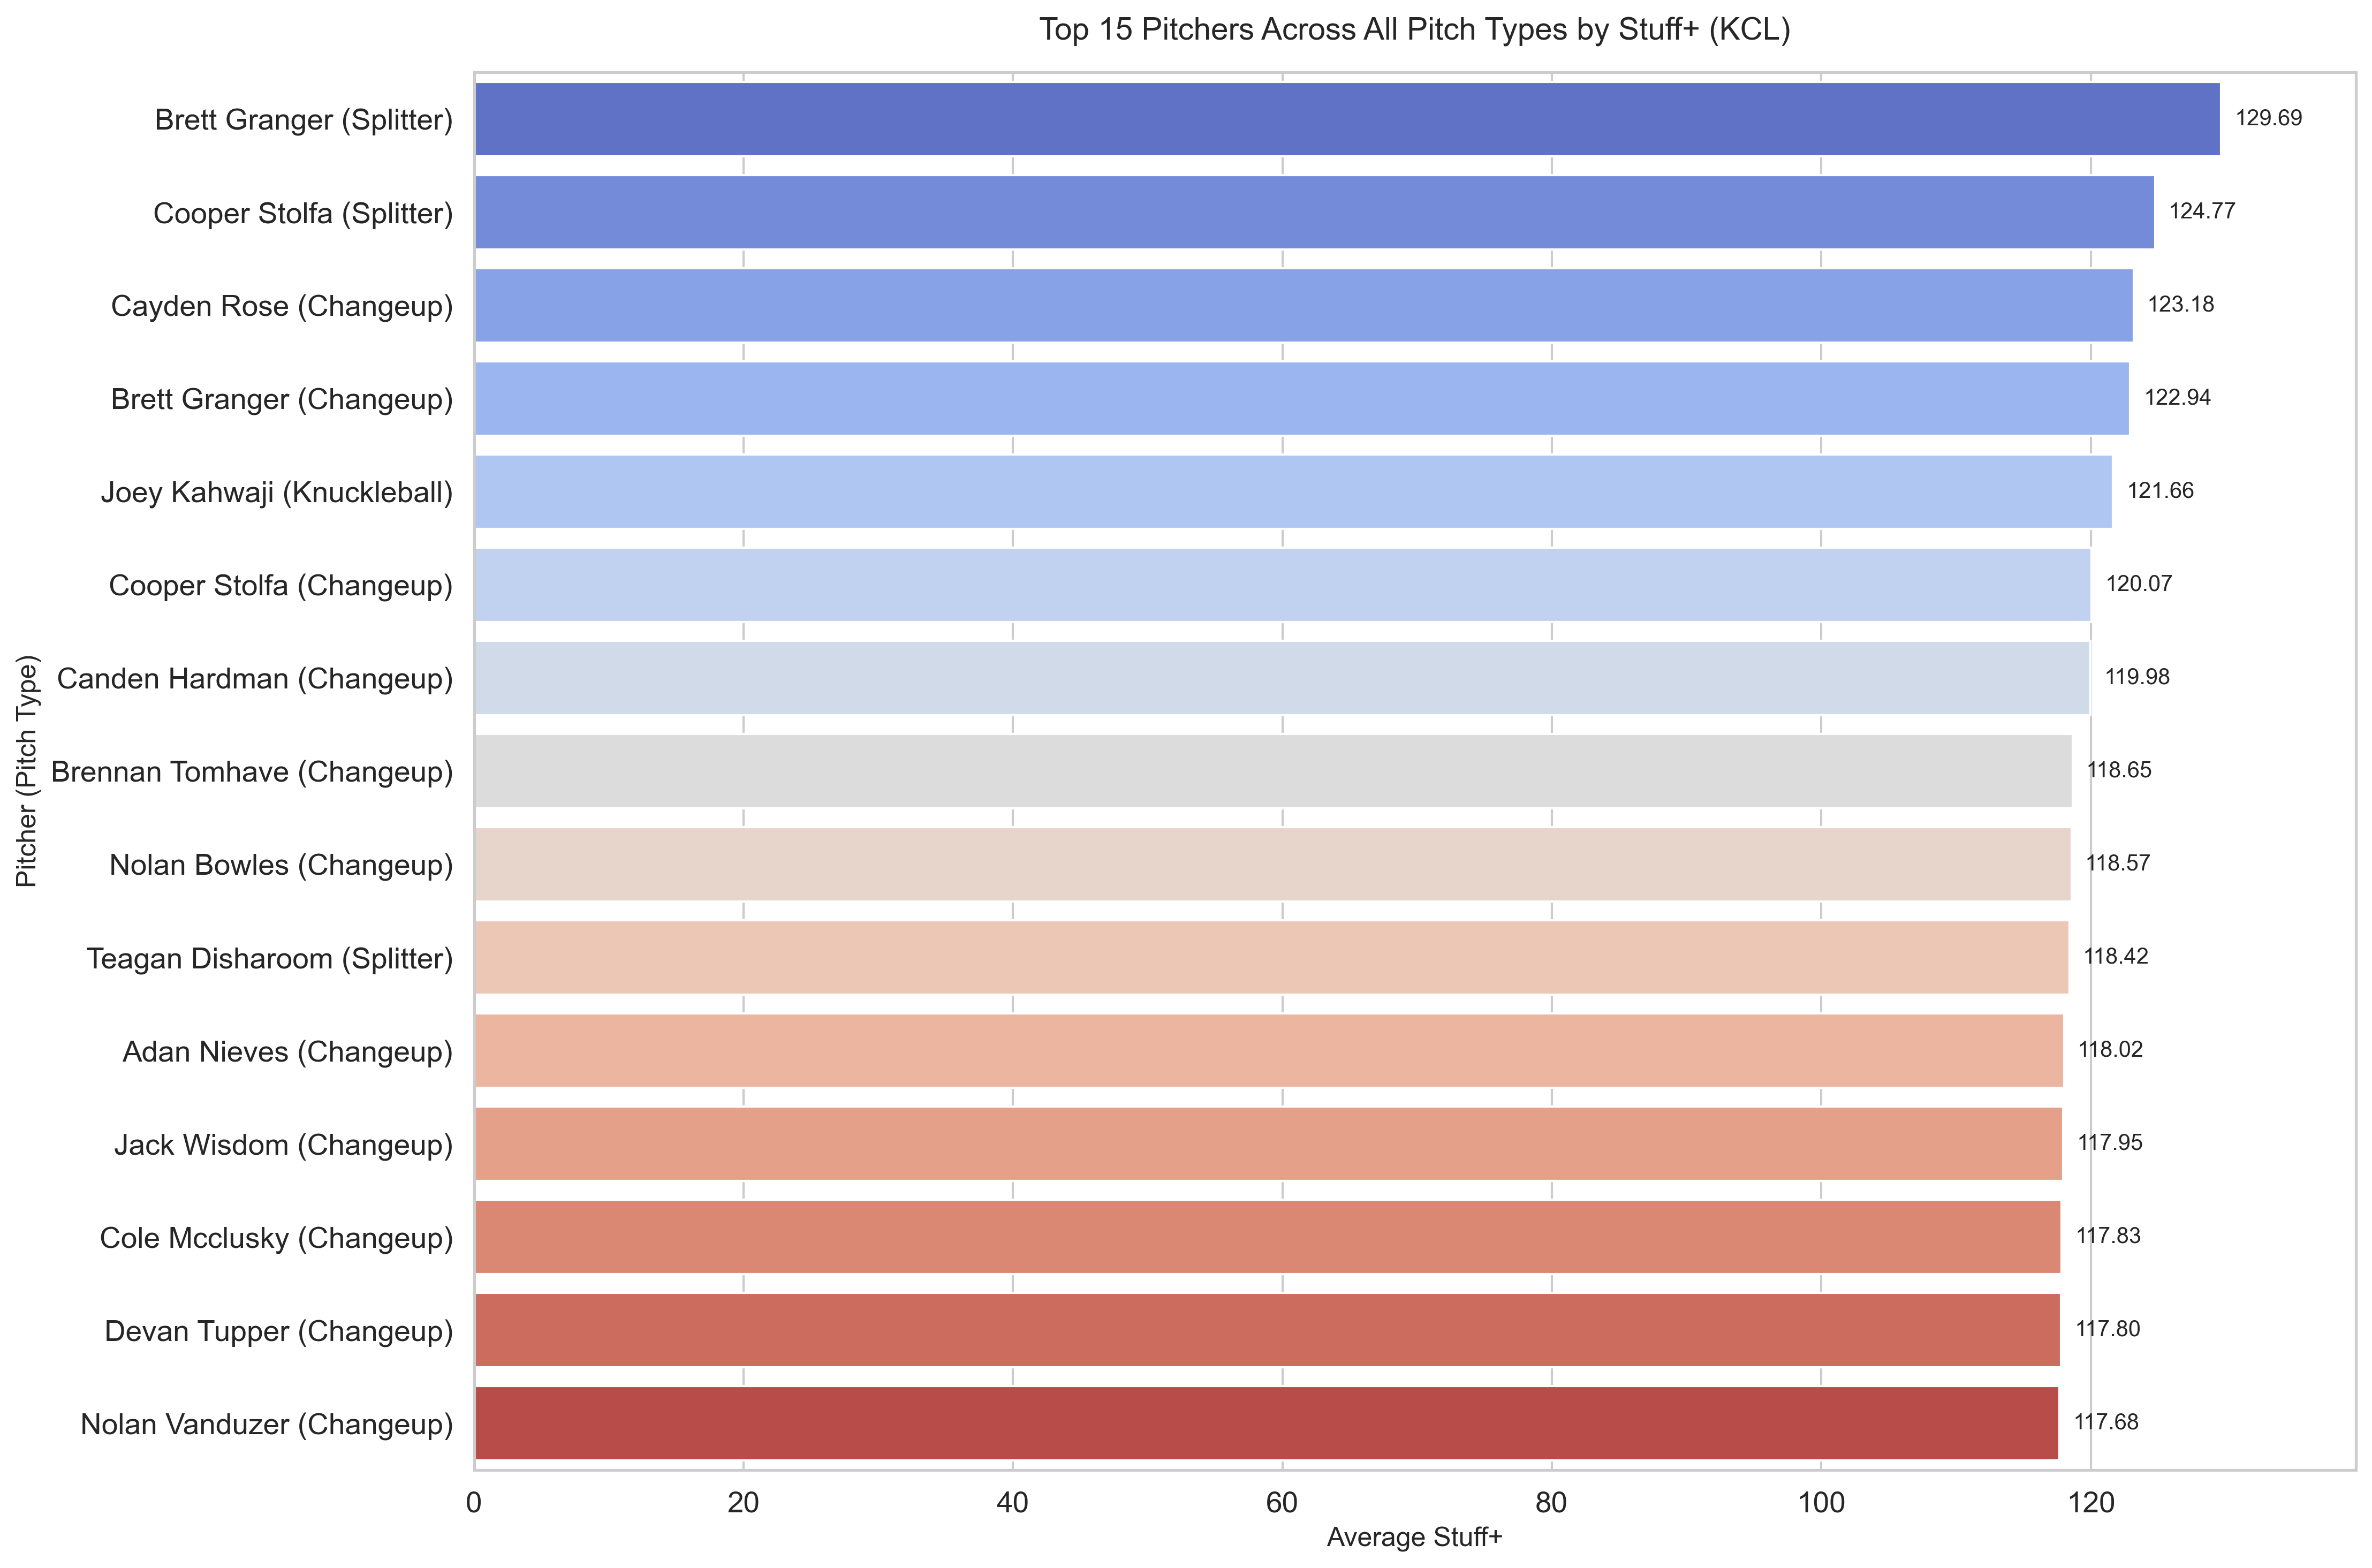 Top 15 Pitchers Across All Pitch Types by Stuff+ (KCL)
Pitcher (Pitch Type)
Brett Granger (Splitter) 129.69
Cooper Stolfa (Splitter) 124.77
Cayden Rose (Changeup) 123.18
Brett Granger (Changeup) 122.94
Joey Kahwaji (Knuckleball) 121.66
Cooper Stolfa (Changeup) 120.07
Canden Hardman (Changeup) 119.98
Brennan Tomhave (Changeup) 118.65
Nolan Bowles (Changeup) 118.57
Teagan Disharoom (Splitter) 118.42
Adan Nieves (Changeup) 118.02
Jack Wisdom (Changeup) 117.95
Cole Mcclusky (Changeup) 117.83
Devan Tupper (Changeup) 117.80
Nolan Vanduzer (Changeup) 117.68
0 20 40 60 80 100 120
Average Stuff+